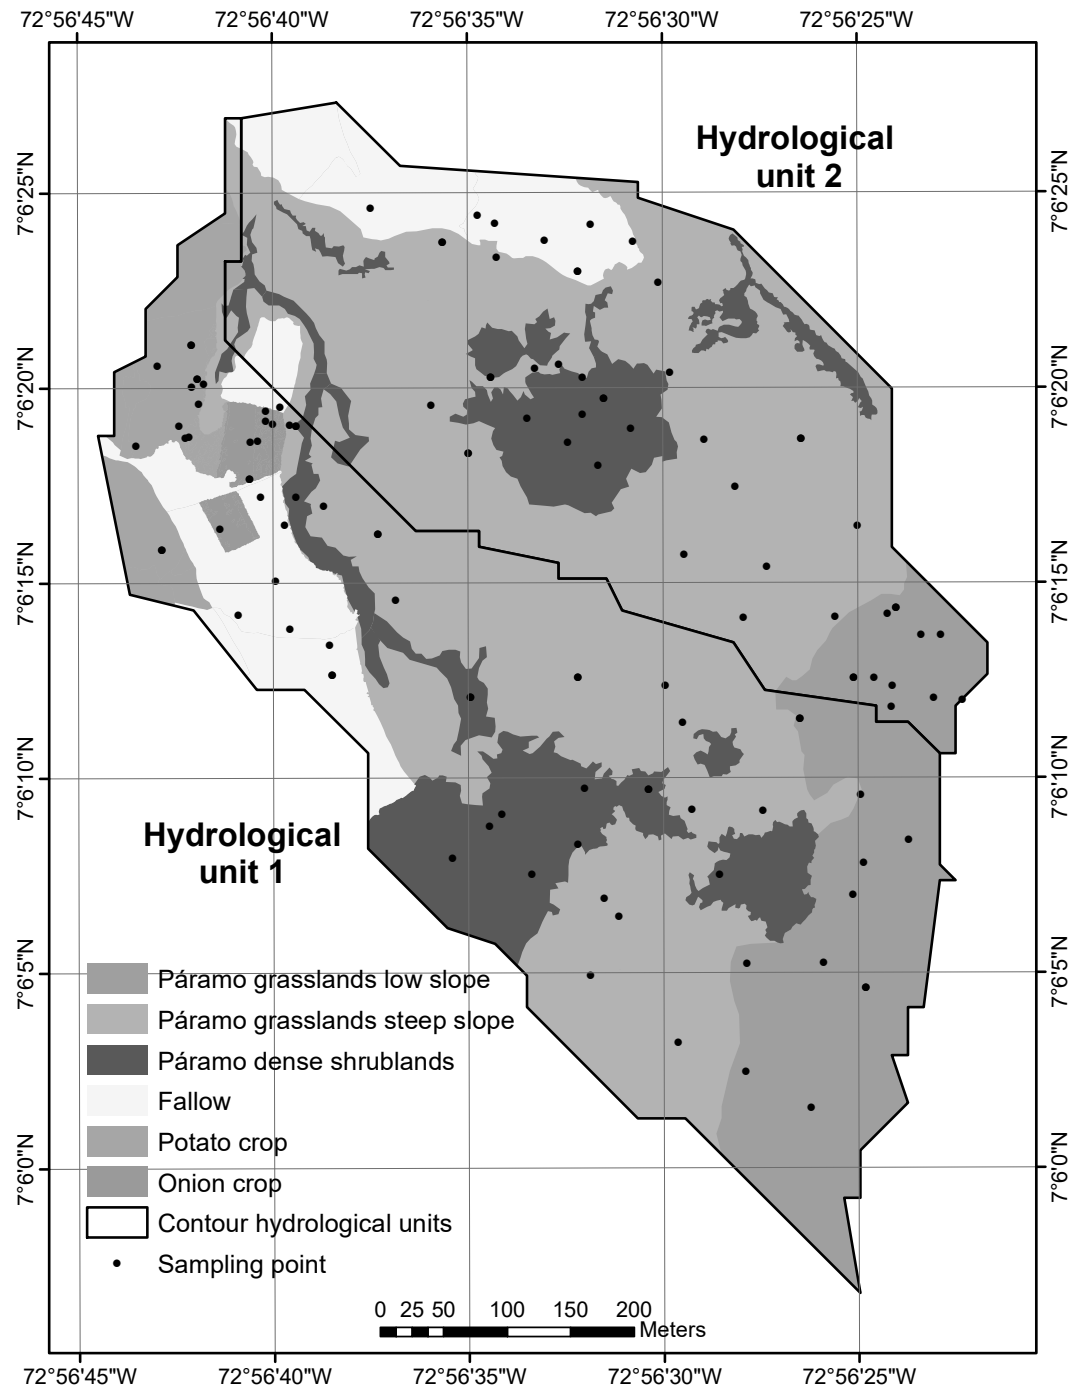 72°56'45"W 72°56'40"W 72°56'35"W 72°56'30"W 72°56'25"W
Hydrological
unit 2
7°6'25"N 7°6'25"N
7°6'20"N 7°6'20"N
7°6'15"N 7°6'15"N
7°6'10"N 7°6'10"N
Hydrological
unit 1
7°6'5"N 7°6'5"N
Páramo grasslands low slope
Páramo grasslands steep slope
Páramo dense shrublands
Fallow
Potato crop
7°6'0"N 7°6'0"N
Onion crop
Contour hydrological units
Sampling point
0 25 50 100 150 200
Meters
72°56'45"W 72°56'40"W 72°56'35"W 72°56'30"W 72°56'25"W